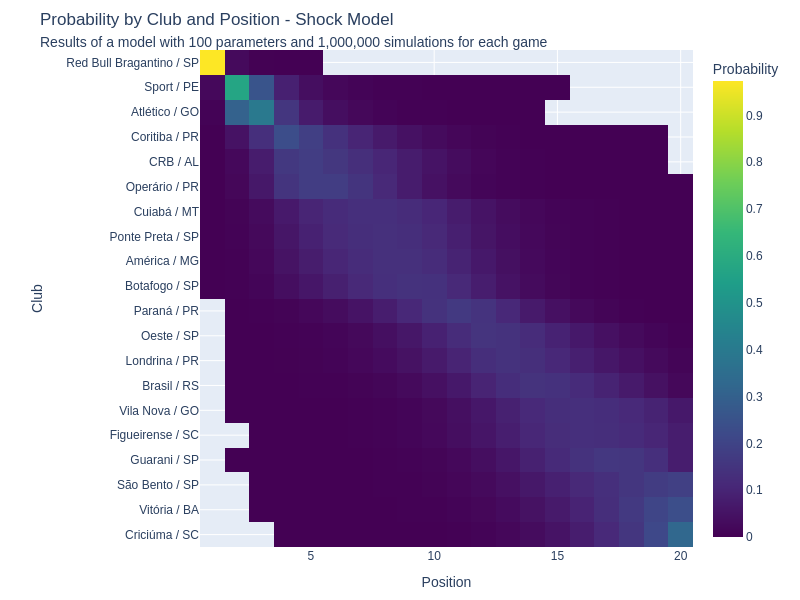 Probability by Club and Position - Shock Model
Results of a model with 100 parameters and 1,000,000 simulations for each game
Probability
Red Bull Bragantino / SP
Sport / PE
Atlético / GO
Coritiba / PR
CRB / AL
Operário / PR
Cuiabá / MT
Ponte Preta / SP
América / MG
Botafogo / SP
Paraná / PR
Oeste / SP
Londrina / PR
Brasil / RS
Vila Nova / GO
Figueirense / SC
Guarani / SP
São Bento / SP
Vitória / BA
Criciúma / SC
Club
5
10
15
20
Position
0.9
0.8
0.7
0.6
0.5
0.4
0.3
0.2
0.1
0